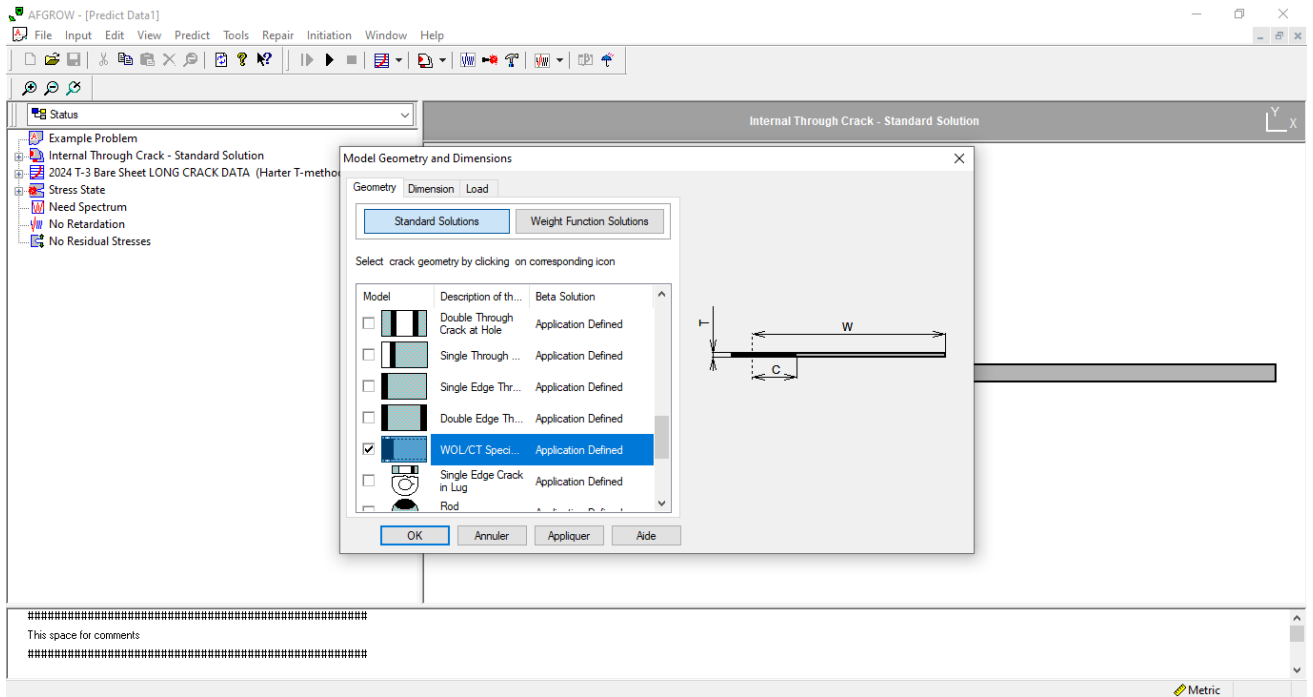 AFGROW - [Predict Data1]
File Input Edit View Predict Tools Repair Initiation Window Help
Status
Example Problem
Internal Through Crack - Standard Solution
2024 T-3 Bare Sheet LONG CRACK DATA (Harter T-metho
Stress State
Need Spectrum
No Retardation
No Residual Stresses
Internal Through Crack - Standard Solution
Y
X
Model Geometry and Dimensions
Geometry Dimension Load
Standard Solutions Weight Function Solutions
Select crack geometry by clicking on corresponding icon
Model Description of th... Beta Solution
Double Through Crack at Hole Application Defined
Single Through ... Application Defined
Single Edge Thr... Application Defined
Double Edge Th... Application Defined
WOL/CT Speci... Application Defined
Single Edge Crack in Lug Application Defined
Rod
T
W
C
OK Annuler Appliquer Aide
##################################################
This space for comments
##################################################
Metric